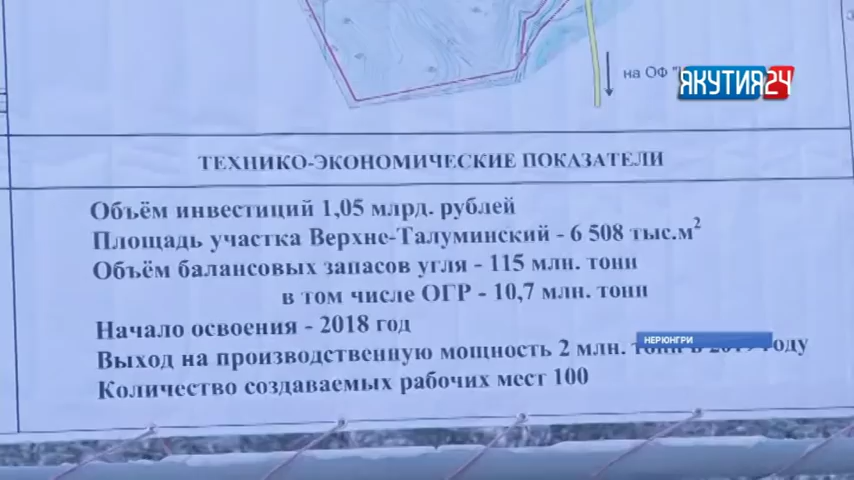 на ОФ
ЯКУТИЯ24
ТЕХНИКО-ЭКОНОМИЧЕСКИЕ ПОКАЗАТЕЛИ
Объём инвестиций 1,05 млрд. рублей
Площадь участка Верхне-Талуминский - 6 508 тыс.м²
Объём балансовых запасов угля - 115 млн. тонн
в том числе ОГР - 10,7 млн. тонн
Начало освоения - 2018 год
НЕРЮНГРИ
Выход на производственную мощность 2 млн. тонн в году
Количество создаваемых рабочих мест 100